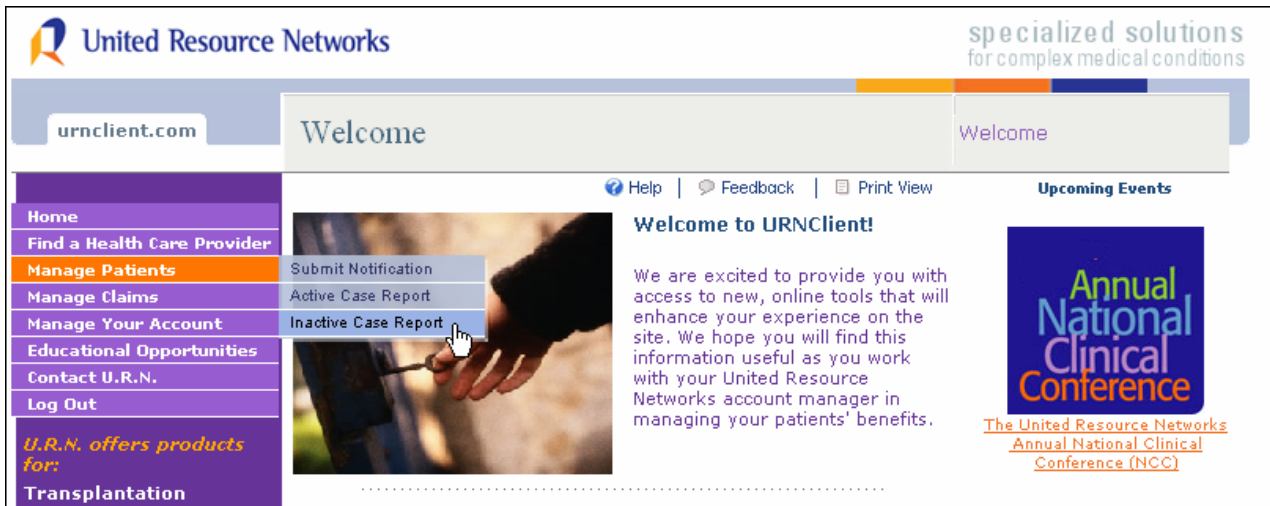 United Resource Networks
specialized solutions
for complex medical conditions
urnclient.com
Welcome
Welcome
Help | Feedback | Print View
Upcoming Events
Home
Find a Health Care Provider
Manage Patients
Manage Claims
Manage Your Account
Educational Opportunities
Contact U.R.N.
Log Out
U.R.N. offers products
for:
Transplantation
Submit Notification
Active Case Report
Inactive Case Report
Welcome to URNClient!
We are excited to provide you with
access to new, online tools that will
enhance your experience on the
site. We hope you will find this
information useful as you work
with your United Resource
Networks account manager in
managing your patients' benefits.
Annual
National
Clinical
Conference
The United Resource Networks
Annual National Clinical
Conference (NCC)